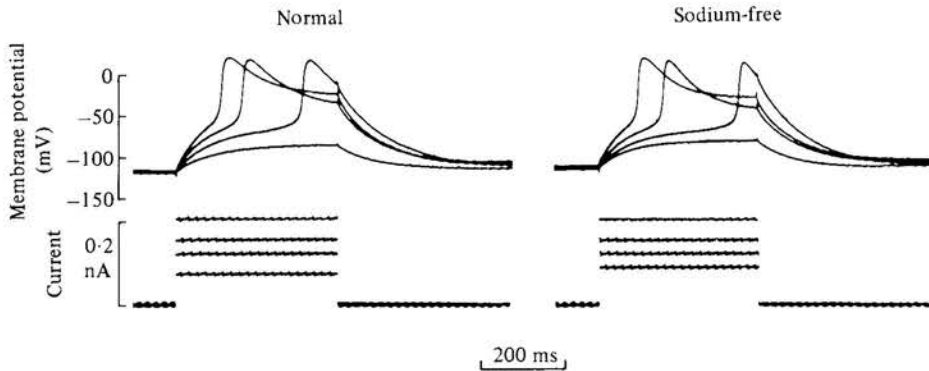 Normal
Sodium-free
Membrane potential
(mV)
0
−50
−100
−150
Current
0·2
nA
200 ms